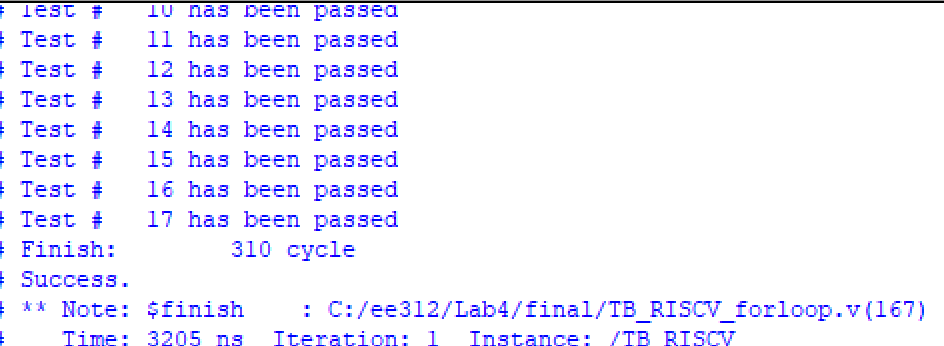 # Test #   10 has been passed
# Test #   11 has been passed
# Test #   12 has been passed
# Test #   13 has been passed
# Test #   14 has been passed
# Test #   15 has been passed
# Test #   16 has been passed
# Test #   17 has been passed
# Finish:        310 cycle
# Success.
# ** Note: $finish    : C:/ee312/Lab4/final/TB_RISCV_forloop.v(167)
#    Time: 3205 ns  Iteration: 1  Instance: /TB_RISCV